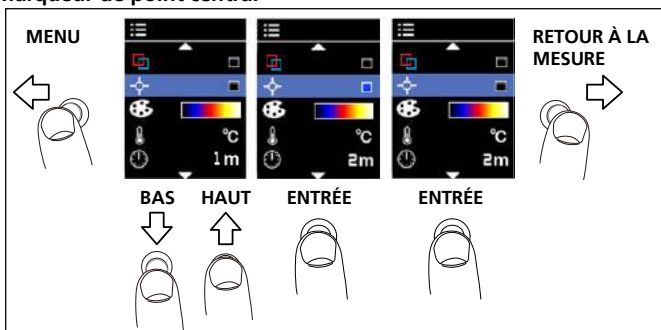 Marqueur de point central
MENU
RETOUR À LA
MESURE
°C
1m
°C
2m
°C
2m
BAS HAUT ENTRÉE ENTRÉE